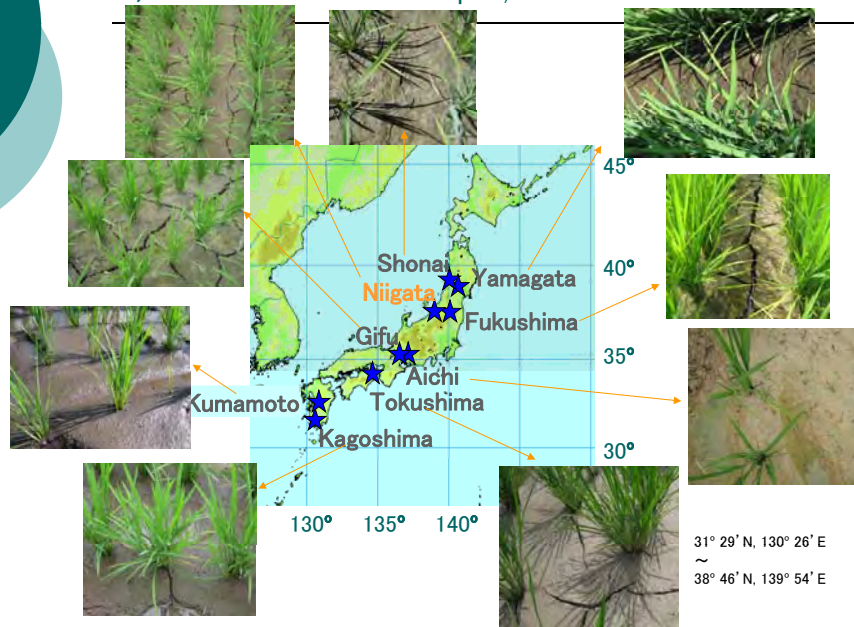 45°
Shonai
40°
Yamagata
Niigata
Fukushima
Gifu
35°
Aichi
Kumamoto
Tokushima
Kagoshima
30°
130°
135°
140°
31° 29’ N, 130° 26’ E
～
38° 46’ N, 139° 54’ E